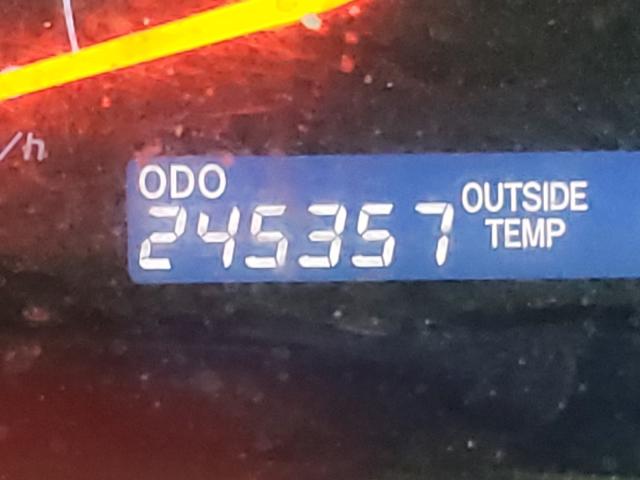 /h
ODO
245357
OUTSIDE
TEMP